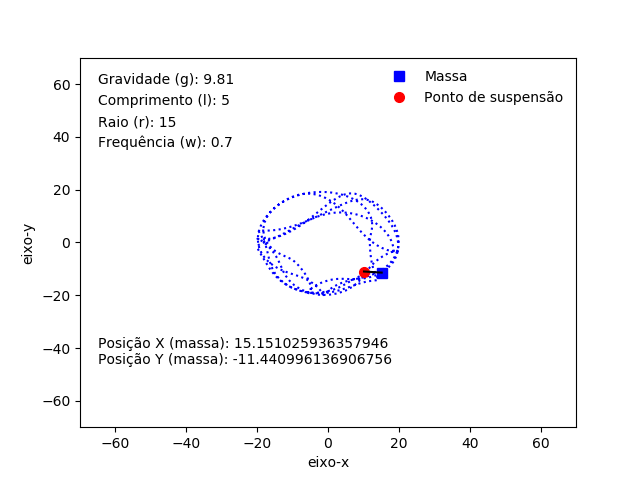 Gravidade (g): 9.81
Comprimento (l): 5
Raio (r): 15
Frequência (w): 0.7
Massa
Ponto de suspensão
60
40
20
0
−20
−40
−60
eixo-y
Posição X (massa): 15.151025936357946
Posição Y (massa): -11.440996136906756
−60 −40 −20 0 20 40 60
eixo-x